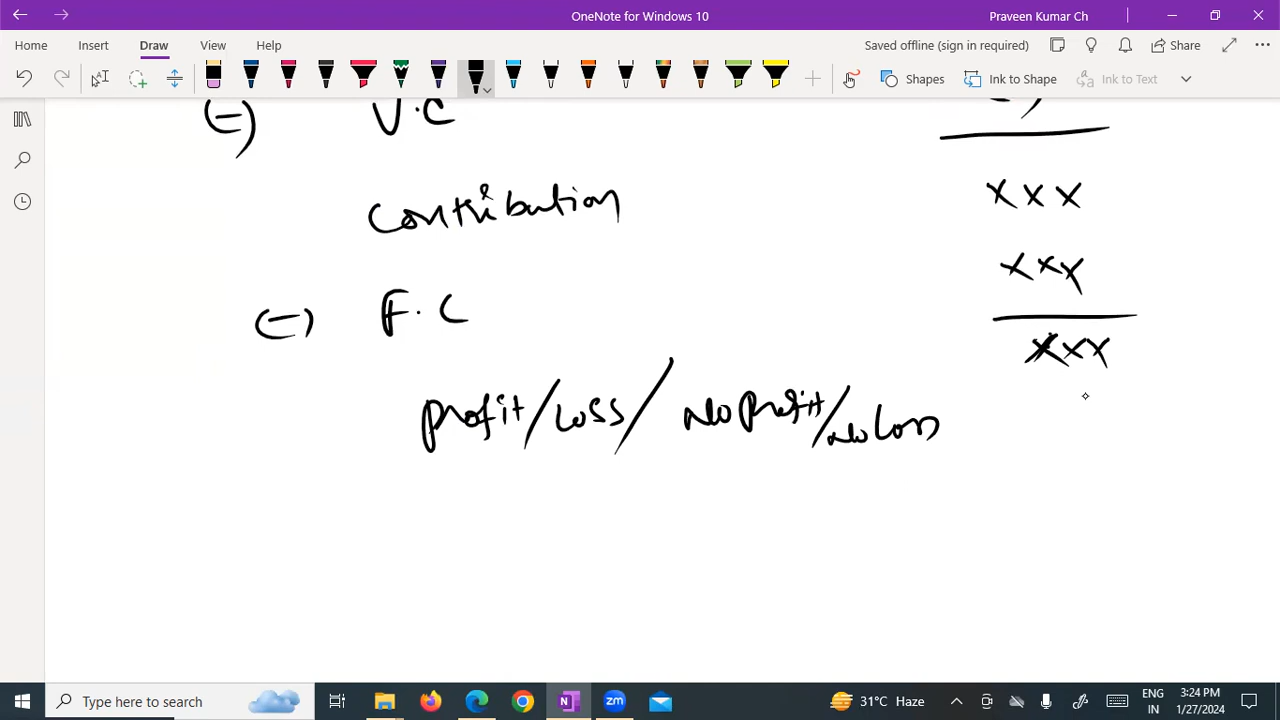 OneNote for Windows 10
Praveen Kumar Ch
Home Insert Draw View Help
Saved offline (sign in required)
Share
Shapes
Ink to Shape
Ink to Text
(-) V.C
Contribution XXX
(-) F.C XXX
XXX
Profit/Loss/ No Profit/No Loss
Type here to search
31°C Haze
ENG
IN
3:24 PM
1/27/2024